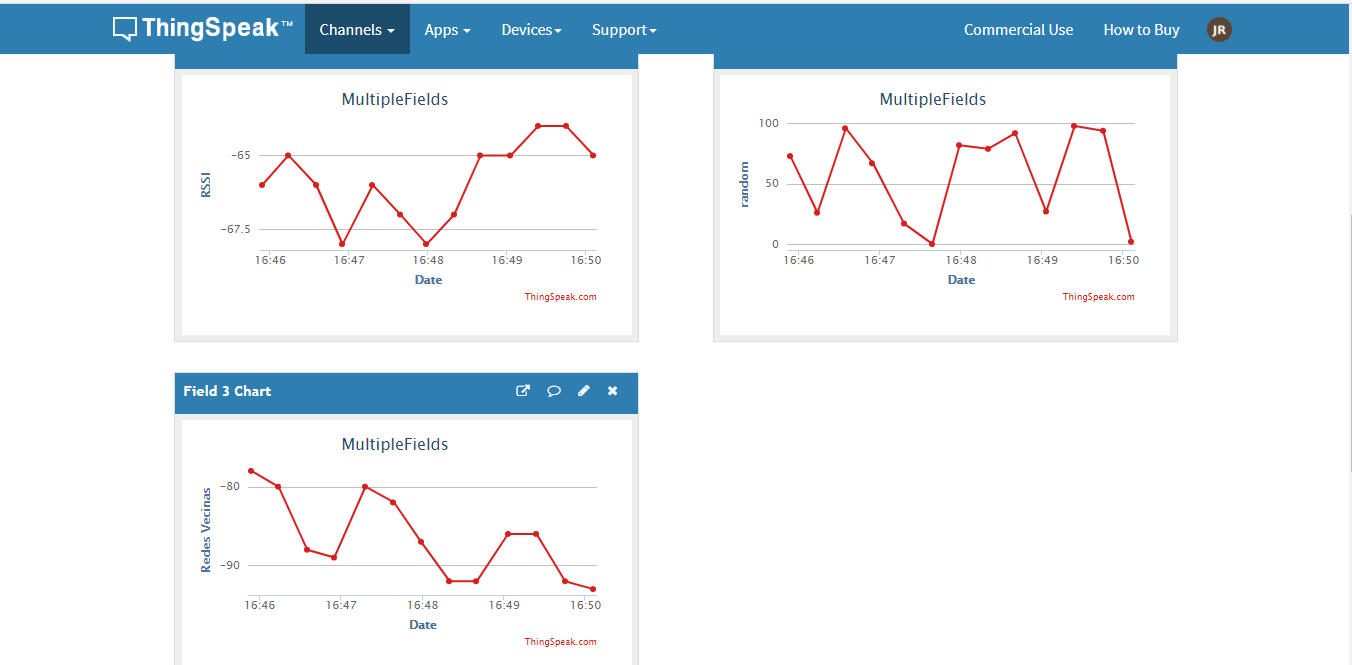 ThingSpeak™ Channels Apps Devices Support Commercial Use How to Buy JR
MultipleFields
−65
−67.5
RSSI
16:46 16:47 16:48 16:49 16:50
Date
ThingSpeak.com
MultipleFields
100
50
0
random
16:46 16:47 16:48 16:49 16:50
Date
ThingSpeak.com
Field 3 Chart
MultipleFields
−80
−90
Redes Vecinas
16:46 16:47 16:48 16:49 16:50
Date
ThingSpeak.com